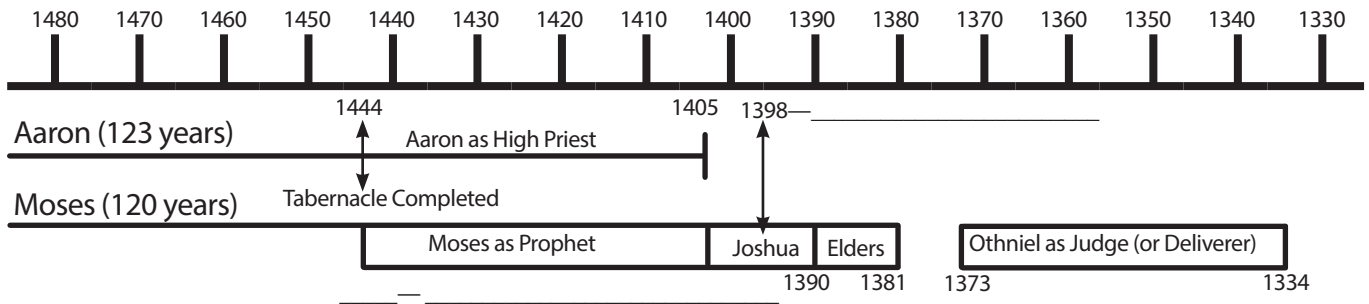 1480 1470 1460 1450 1440 1430 1420 1410 1400 1390 1380 1370 1360 1350 1340 1330
1444 1405 1398—
Aaron (123 years) Aaron as High Priest
Tabernacle Completed
Moses (120 years)
Moses as Prophet Joshua Elders Othniel as Judge (or Deliverer)
1390 1381 1373 1334